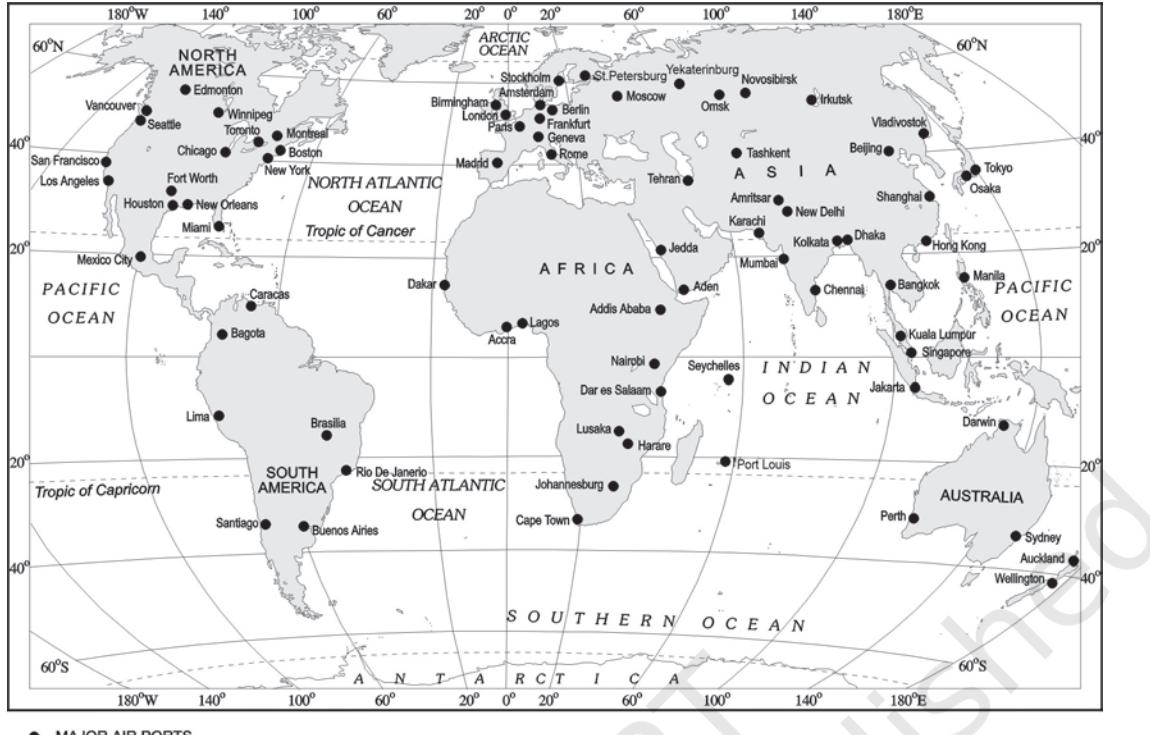 180°W 140° 100° 60° 20° 0° 20° 60° 100° 140° 180°E
ARCTIC
OCEAN
60°N
60°N
NORTH
AMERICA
Stockholm
St.Petersburg
Yekaterinburg
Novosibirsk
Edmonton
Amsterdam
Moscow
Omsk
Irkutsk
Vancouver
Birmingham
Berlin
Winnipeg
London
Seattle
Frankfurt
Vladivostok
Toronto
Montreal
Paris
Geneva
40°
40°
Chicago
Boston
Rome
Beijing
San Francisco
New York
Madrid
Tashkent
A S I A
Tokyo
Los Angeles
Fort Worth
NORTH ATLANTIC
OCEAN
Tehran
Osaka
Houston
New Orleans
Amritsar
New Delhi
Shanghai
Miami
Tropic of Cancer
Karachi
Kolkata
Dhaka
Hong Kong
20°
20°
Mexico City
AFRICA
Jedda
Mumbai
PACIFIC
OCEAN
Dakar
Aden
Chennai
Bangkok
Manila
PACIFIC
OCEAN
Caracas
Addis Ababa
Bagota
Lagos
Accra
Kuala Lumpur
Singapore
Nairobi
Seychelles
INDIAN
OCEAN
Dar es Salaam
Jakarta
Lima
Brasilia
Lusaka
Harare
Darwin
20°
20°
SOUTH
AMERICA
Rio De Janerio
Port Louis
Tropic of Capricorn
SOUTH ATLANTIC
OCEAN
Johannesburg
AUSTRALIA
Santiago
Buenos Airies
Cape Town
Perth
Sydney
Auckland
40°
Wellington
40°
SOUTHERN OCEAN
60°S
60°S
ANTARCTICA
180°W 140° 100° 60° 20° 0° 20° 60° 100° 140° 180°E
MAJOR AIR PORTS